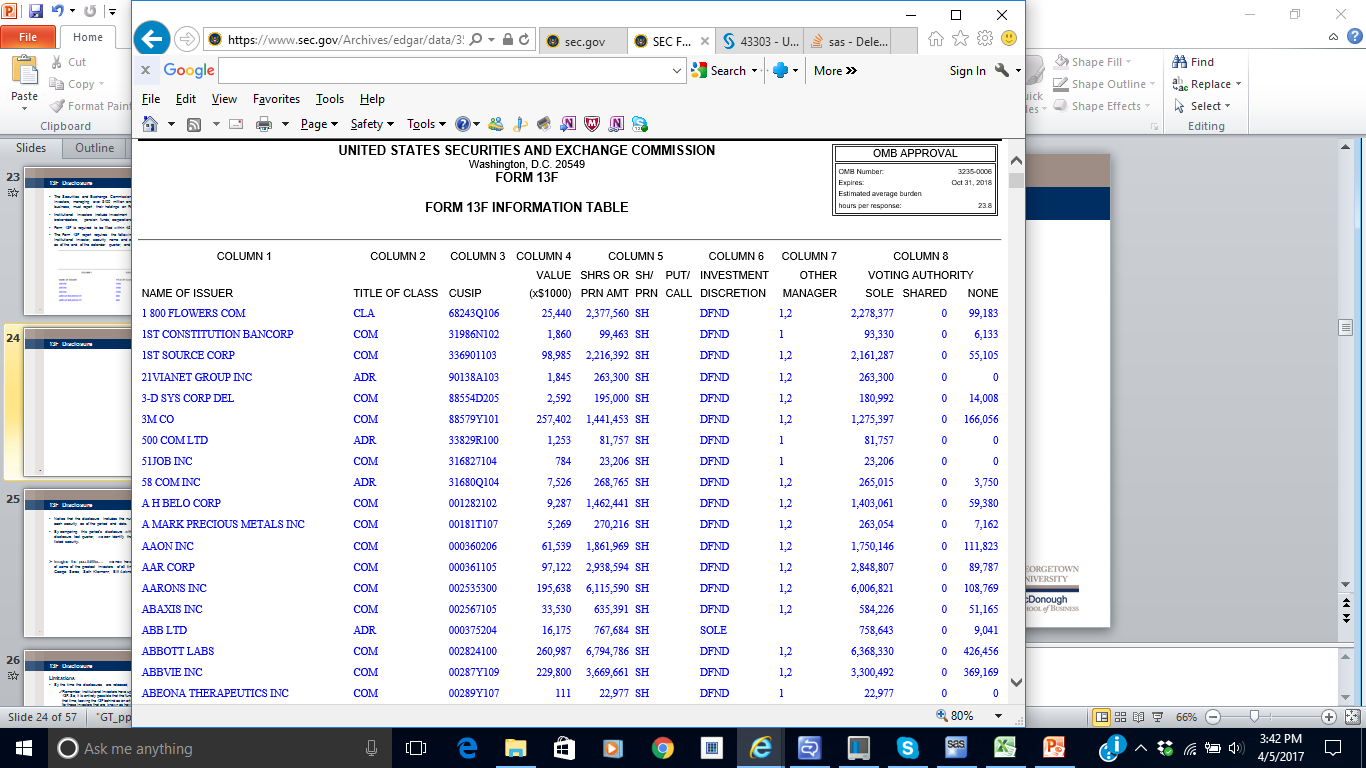 File
Home
Cut
Copy
Format Paint
Paste
Clipboard
Slides
Outline
23
13F Disclosure
24
13F Disclosure
25
13F Disclosure
26
13F Disclosure
Limitations
https://www.sec.gov/Archives/edgar/data/3
sec.gov
SEC F...
43303 - U...
sas - Dele...
x Google
Search
More »
Sign In
File Edit View Favorites Tools Help
Page Safety Tools
UNITED STATES SECURITIES AND EXCHANGE COMMISSION
Washington, D.C. 20549
FORM 13F
FORM 13F INFORMATION TABLE
OMB APPROVAL
OMB Number: 3235-0006
Expires: Oct 31, 2018
Estimated average burden
hours per response: 23.8
COLUMN 1 COLUMN 2 COLUMN 3 COLUMN 4 COLUMN 5 COLUMN 6 COLUMN 7 COLUMN 8
VALUE SHRS OR SH/ PUT/ INVESTMENT OTHER VOTING AUTHORITY
NAME OF ISSUER TITLE OF CLASS CUSIP (x$1000) PRN AMT PRN CALL DISCRETION MANAGER SOLE SHARED NONE
1 800 FLOWERS COM CLA 68243Q106 25,440 2,377,560 SH DFND 1,2 2,278,377 0 99,183
1ST CONSTITUTION BANCORP COM 31986N102 1,860 99,463 SH DFND 1 93,330 0 6,133
1ST SOURCE CORP COM 336901103 98,985 2,216,392 SH DFND 1,2 2,161,287 0 55,105
21VIANET GROUP INC ADR 90138A103 1,845 263,300 SH DFND 1,2 263,300 0 0
3-D SYS CORP DEL COM 88554D205 2,592 195,000 SH DFND 1,2 180,992 0 14,008
3M CO COM 88579Y101 257,402 1,441,453 SH DFND 1,2 1,275,397 0 166,056
500 COM LTD ADR 33829R100 1,253 81,757 SH DFND 1 81,757 0 0
51JOB INC COM 316827104 784 23,206 SH DFND 1 23,206 0 0
58 COM INC ADR 31680Q104 7,526 268,765 SH DFND 1,2 265,015 0 3,750
A H BELO CORP COM 001282102 9,287 1,462,441 SH DFND 1,2 1,403,061 0 59,380
A MARK PRECIOUS METALS INC COM 00181T107 5,269 270,216 SH DFND 1,2 263,054 0 7,162
AAON INC COM 000360206 61,539 1,861,969 SH DFND 1,2 1,750,146 0 111,823
AAR CORP COM 000361105 97,122 2,938,594 SH DFND 1,2 2,848,807 0 89,787
AARONS INC COM 002535300 195,638 6,115,590 SH DFND 1,2 6,006,821 0 108,769
ABAXIS INC COM 002567105 33,530 635,391 SH DFND 1,2 584,226 0 51,165
ABB LTD ADR 000375204 16,175 767,684 SH SOLE 758,643 0 9,041
ABBOTT LABS COM 002824100 260,987 6,794,786 SH DFND 1,2 6,368,330 0 426,456
ABBVIE INC COM 00287Y109 229,800 3,669,661 SH DFND 1,2 3,300,492 0 369,169
ABEONA THERAPEUTICS INC COM 00289Y107 111 22,977 SH DFND 1 22,977 0 0
80%
Shape Fill
Shape Outline
Shape Effects
Find
Replace
Select
Editing
EORGETOWN
NIVERSITY
cDonough
HOOL of BUSINESS
Slide 24 of 57
"GT_pp
66%
Ask me anything
3:42 PM
4/5/2017